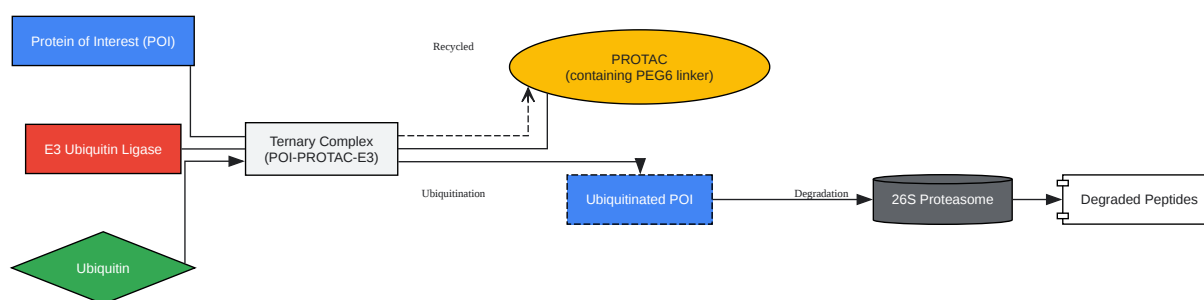 Protein of Interest (POI)
Recycled
PROTAC
(containing PEG6 linker)
E3 Ubiquitin Ligase
Ternary Complex
(POI-PROTAC-E3)
Ubiquitination
Ubiquitinated POI
Degradation
26S Proteasome
Degraded Peptides
Ubiquitin